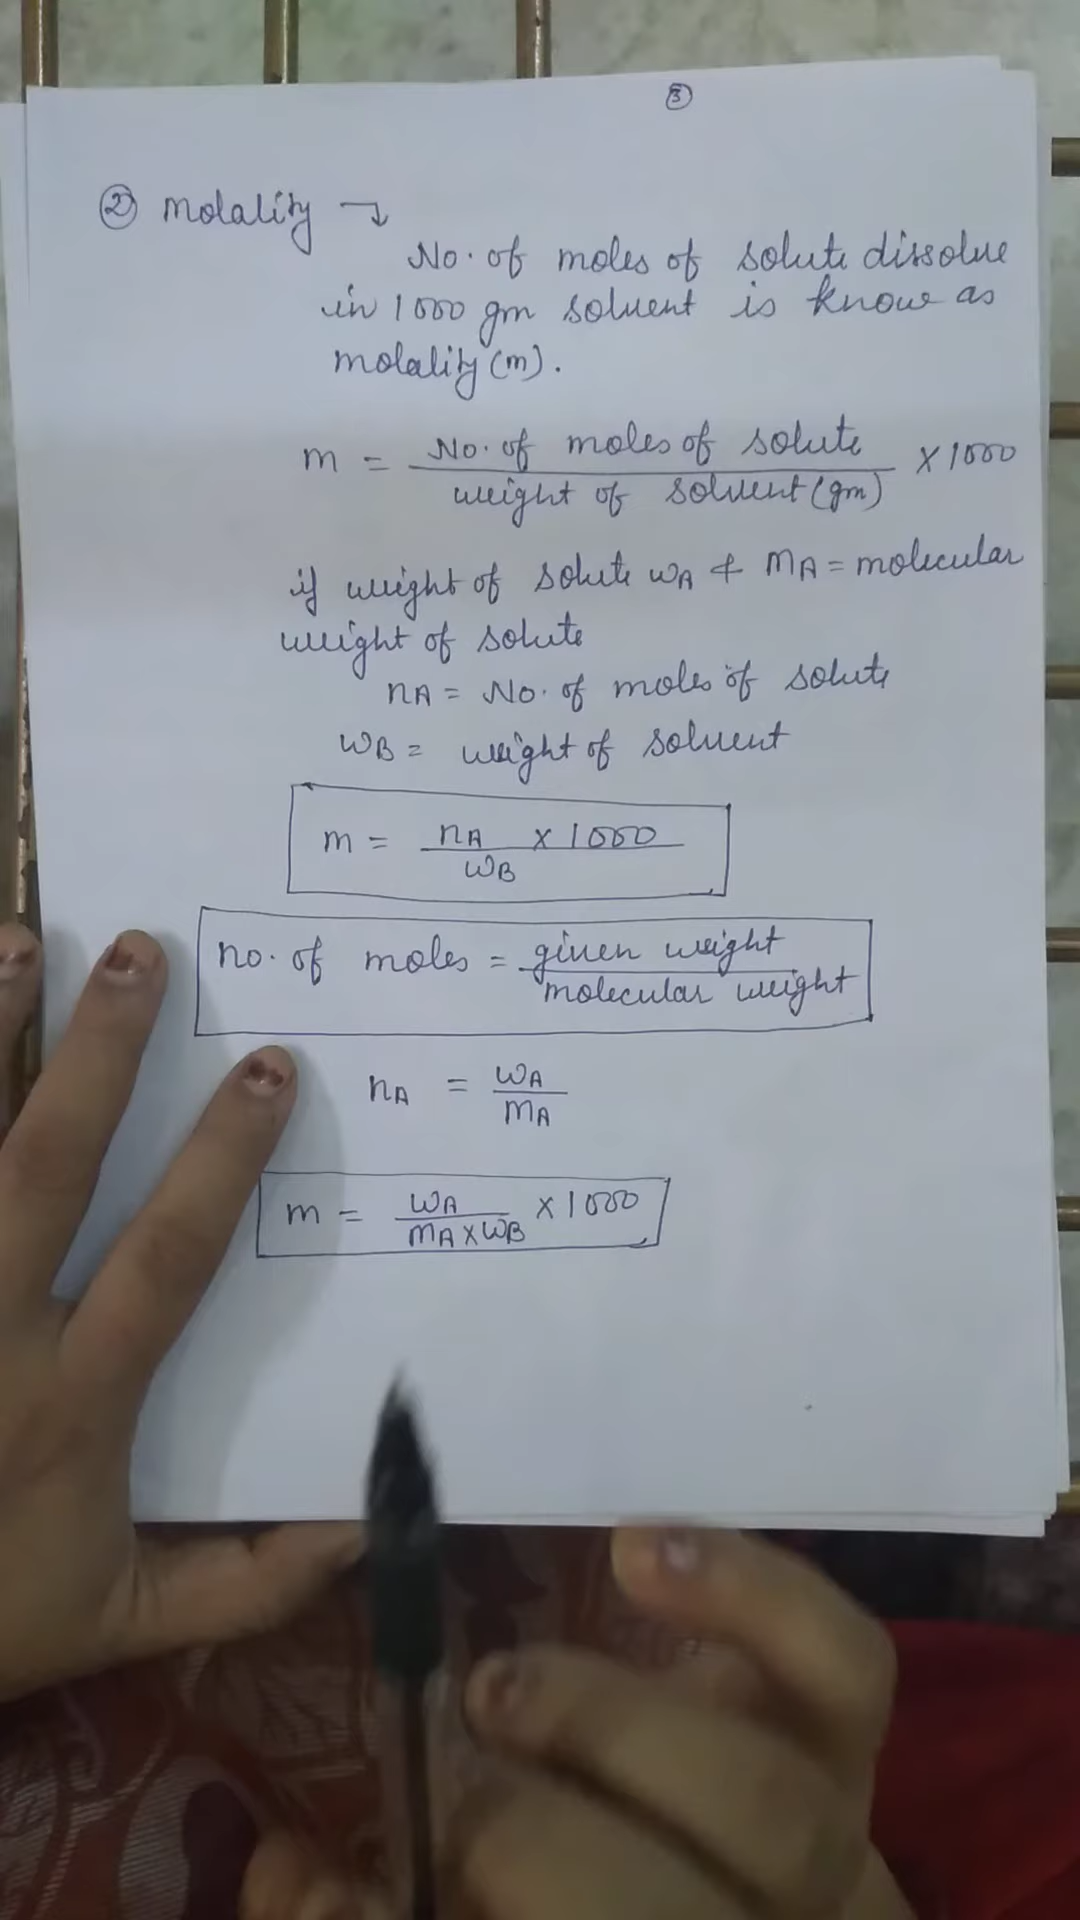 ③
② Molality →
No. of moles of solute dissolve
in 1000 gm solvent is know as
molality (m).
m = No. of moles of solute / weight of solvent (gm) × 1000
if weight of solute wA & MA = molecular
weight of solute
nA = No. of moles of solute
wB = weight of solvent
m = nA × 1000 / wB
no. of moles = given weight / molecular weight
nA = wA / MA
m = wA / MA × wB × 1000